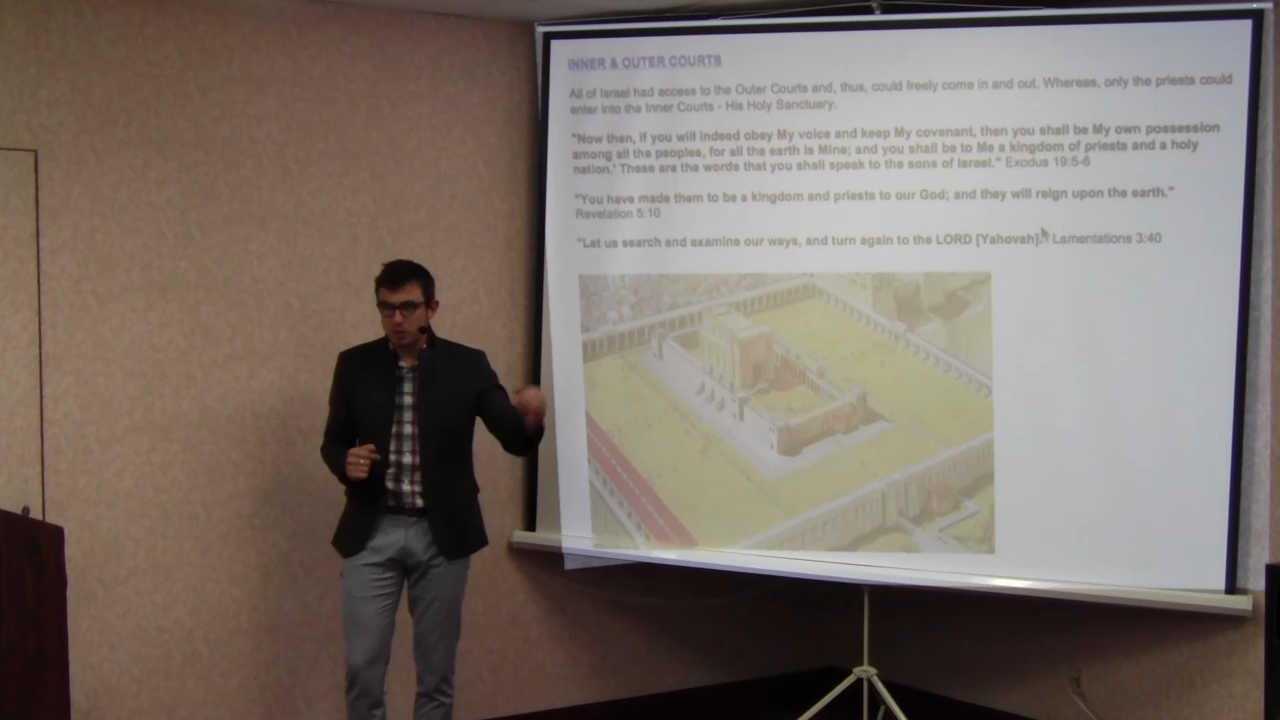 INNER & OUTER COURTS
All of Israel had access to the Outer Courts and, thus, could freely come in and out. Whereas, only the priests could
enter into the Inner Courts - His Holy Sanctuary.
"Now then, if you will indeed obey My voice and keep My covenant, then you shall be My own possession
among all the peoples, for all the earth is Mine; and you shall be to Me a kingdom of priests and a holy
nation.' These are the words that you shall speak to the sons of Israel." Exodus 19:5-6
"You have made them to be a kingdom and priests to our God; and they will reign upon the earth."
Revelation 5:10
"Let us search and examine our ways, and turn again to the LORD [Yahovah]." Lamentations 3:40